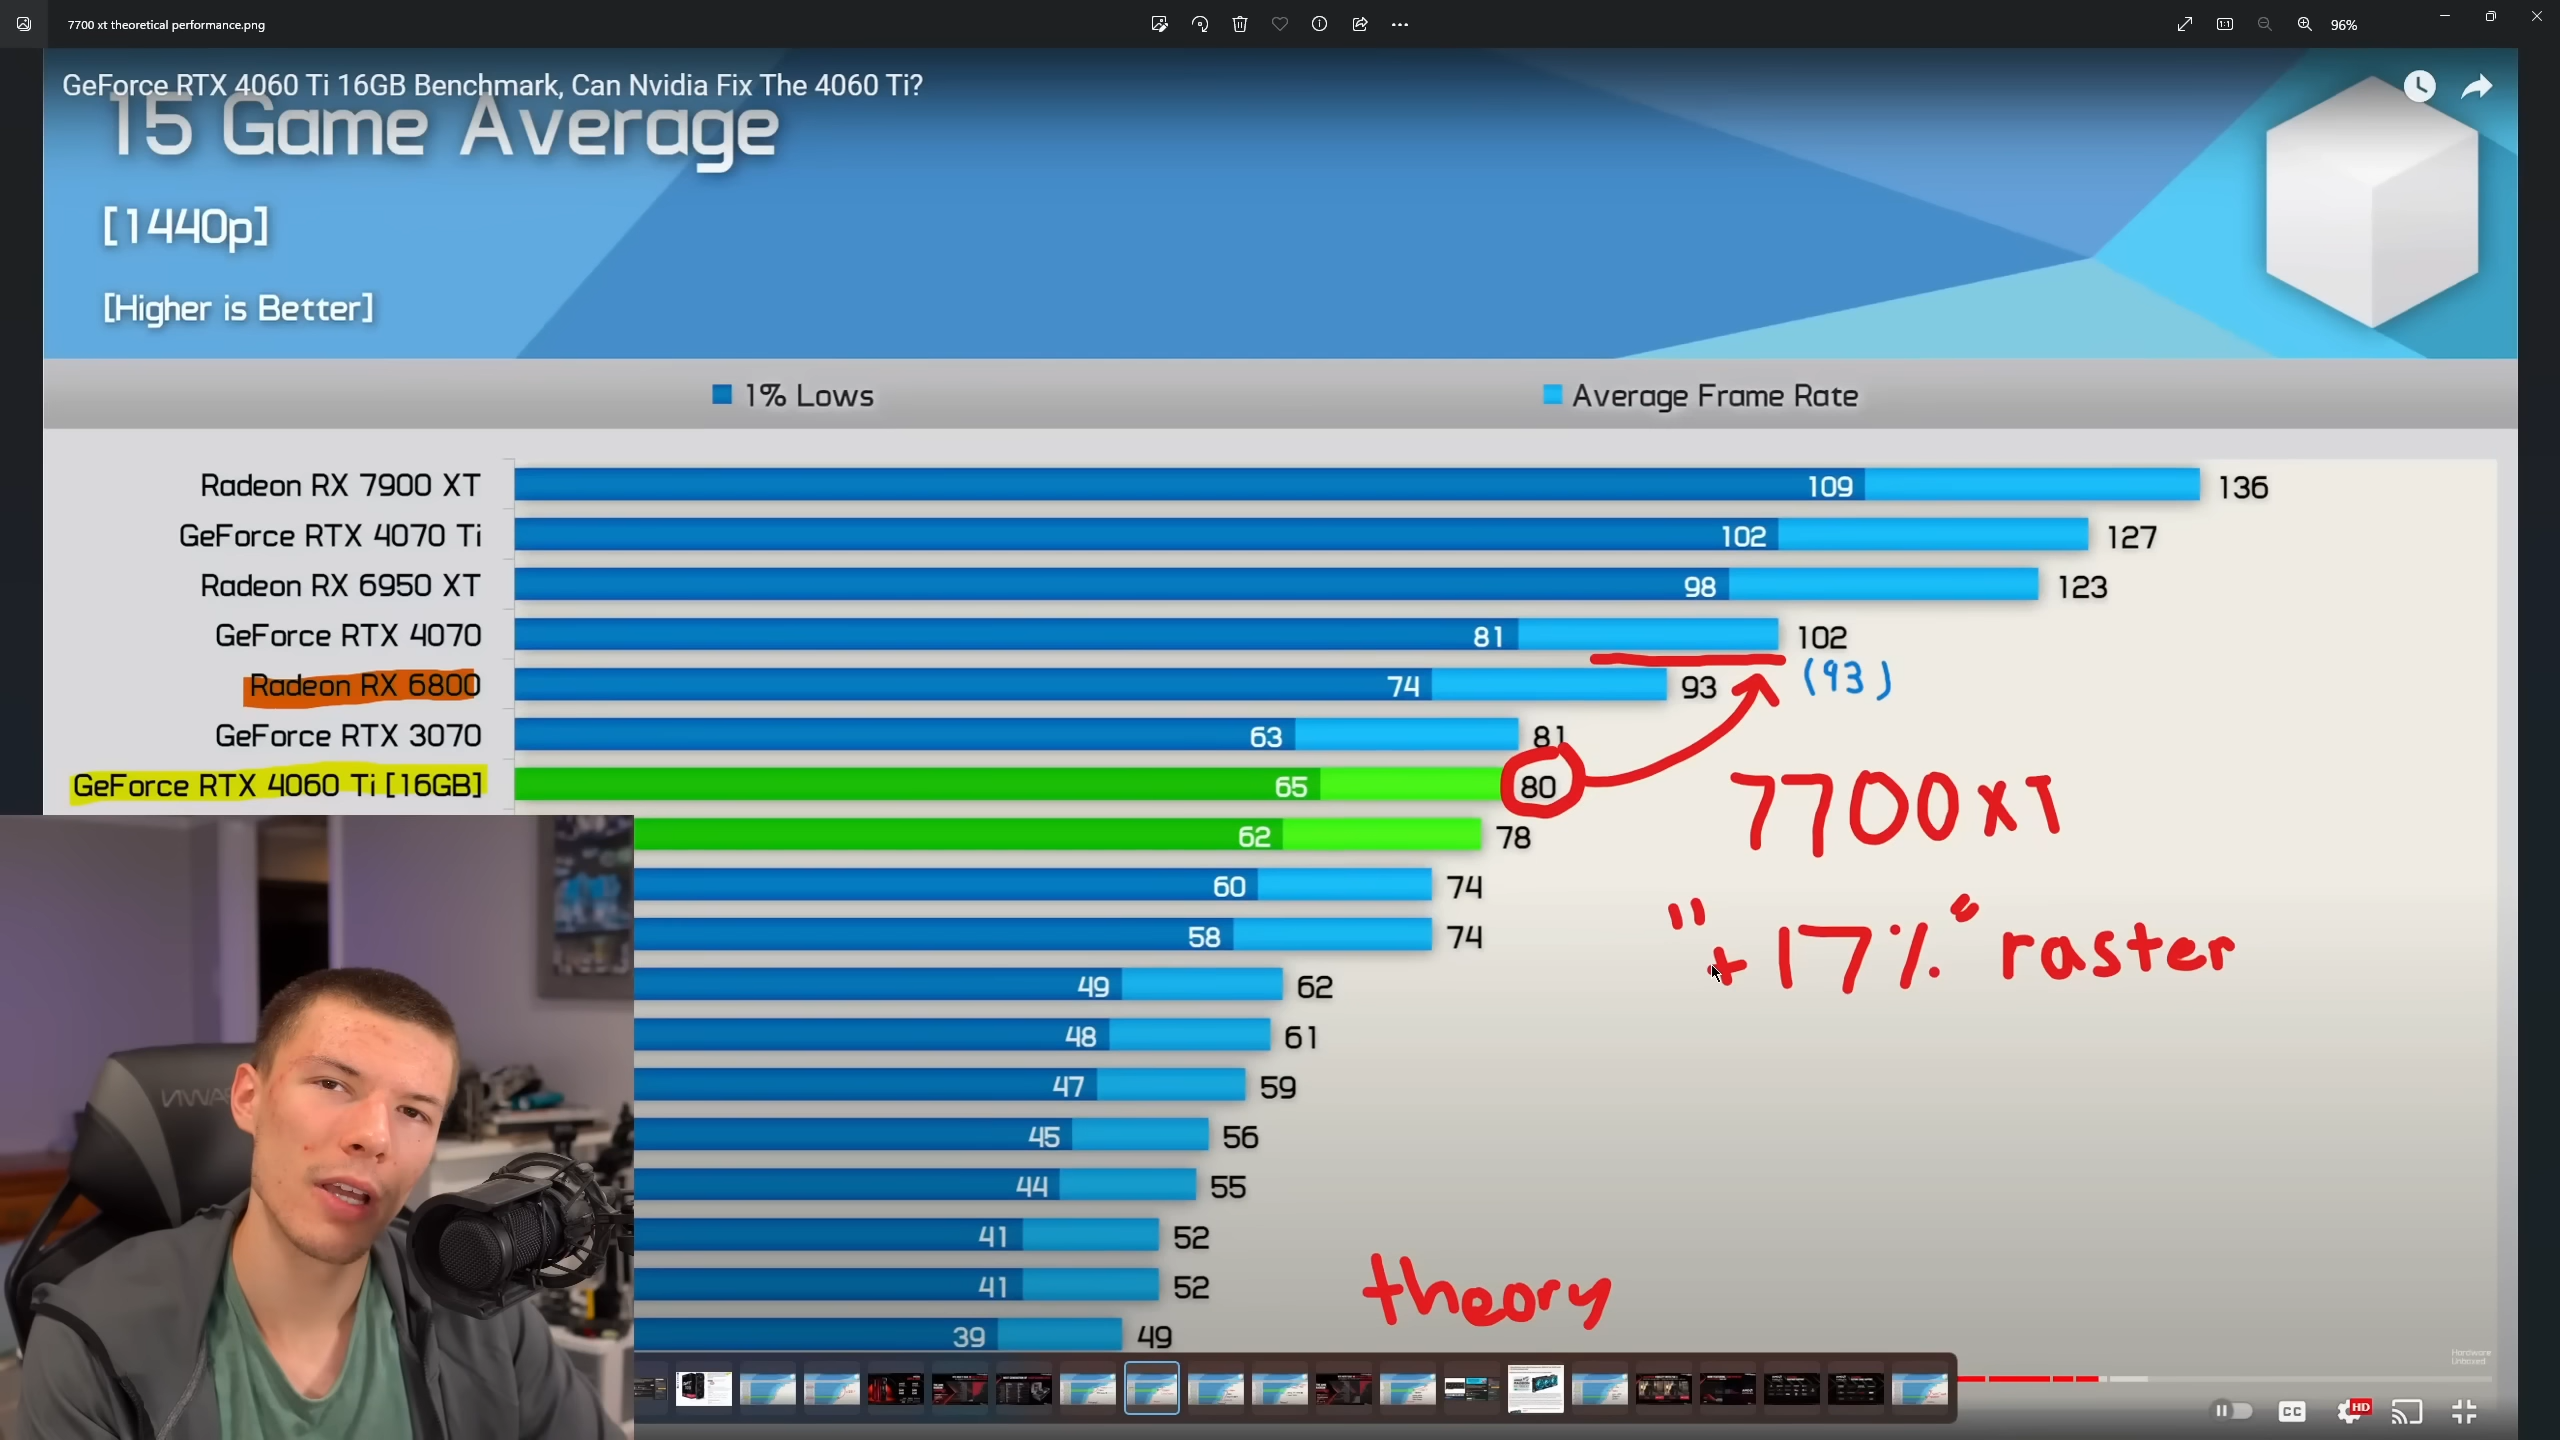 7700 xt theoretical performance.png
96%
GeForce RTX 4060 Ti 16GB Benchmark, Can Nvidia Fix The 4060 Ti?
15 Game Average
[1440p]
[Higher is Better]
1% Lows
Average Frame Rate
Radeon RX 7900 XT 109 136
GeForce RTX 4070 Ti 102 127
Radeon RX 6950 XT 98 123
GeForce RTX 4070 81 102
(93)
Radeon RX 6800 74 93
GeForce RTX 3070 63 81
GeForce RTX 4060 Ti [16GB] 65 80
7700 XT
62 78
60 74
"+17%" raster
58 74
49 62
48 61
47 59
45 56
44 55
41 52
41 52
theory
39 49
Hardware
Unboxed
CC
HD